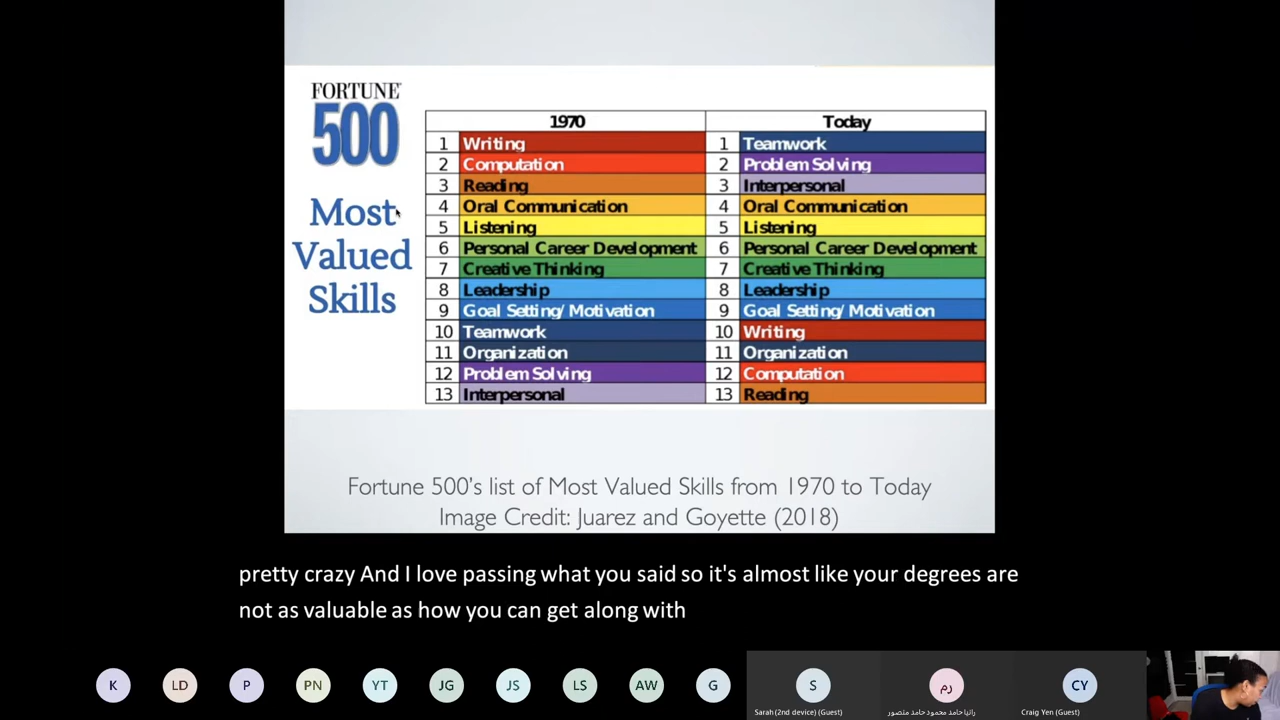 FORTUNE
500
Most
Valued
Skills
1970 Today
1 Writing 1 Teamwork
2 Computation 2 Problem Solving
3 Reading 3 Interpersonal
4 Oral Communication 4 Oral Communication
5 Listening 5 Listening
6 Personal Career Development 6 Personal Career Development
7 Creative Thinking 7 Creative Thinking
8 Leadership 8 Leadership
9 Goal Setting/ Motivation 9 Goal Setting/ Motivation
10 Teamwork 10 Writing
11 Organization 11 Organization
12 Problem Solving 12 Computation
13 Interpersonal 13 Reading
Fortune 500's list of Most Valued Skills from 1970 to Today
Image Credit: Juarez and Goyette (2018)
pretty crazy And I love passing what you said so it's almost like your degrees are
not as valuable as how you can get along with
K LD P PN YT JG JS LS AW G S رم CY
Sarah (2nd device) (Guest) رانيا حامد محمود حامد منصور Craig Yen (Guest)